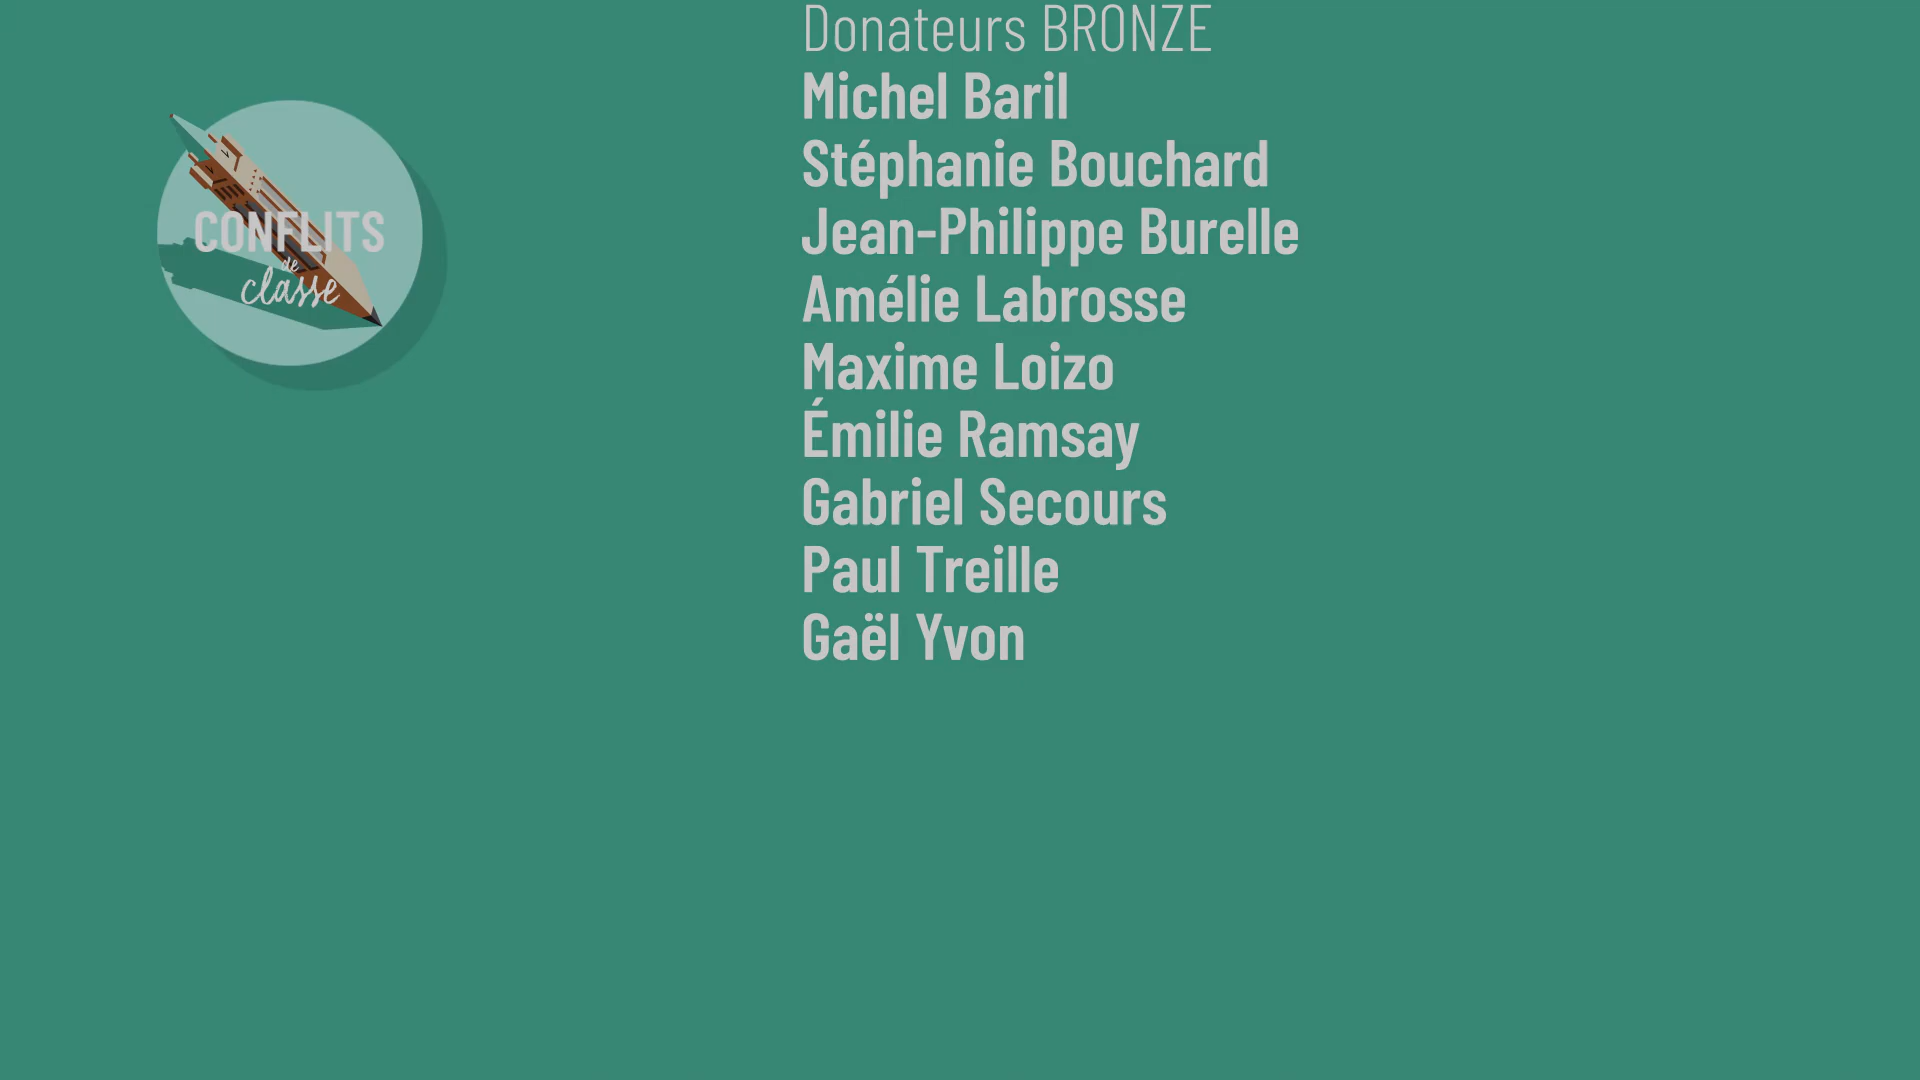 CONFLITS
de
classe
Donateurs BRONZE
Michel Baril
Stéphanie Bouchard
Jean-Philippe Burelle
Amélie Labrosse
Maxime Loizo
Émilie Ramsay
Gabriel Secours
Paul Treille
Gaël Yvon